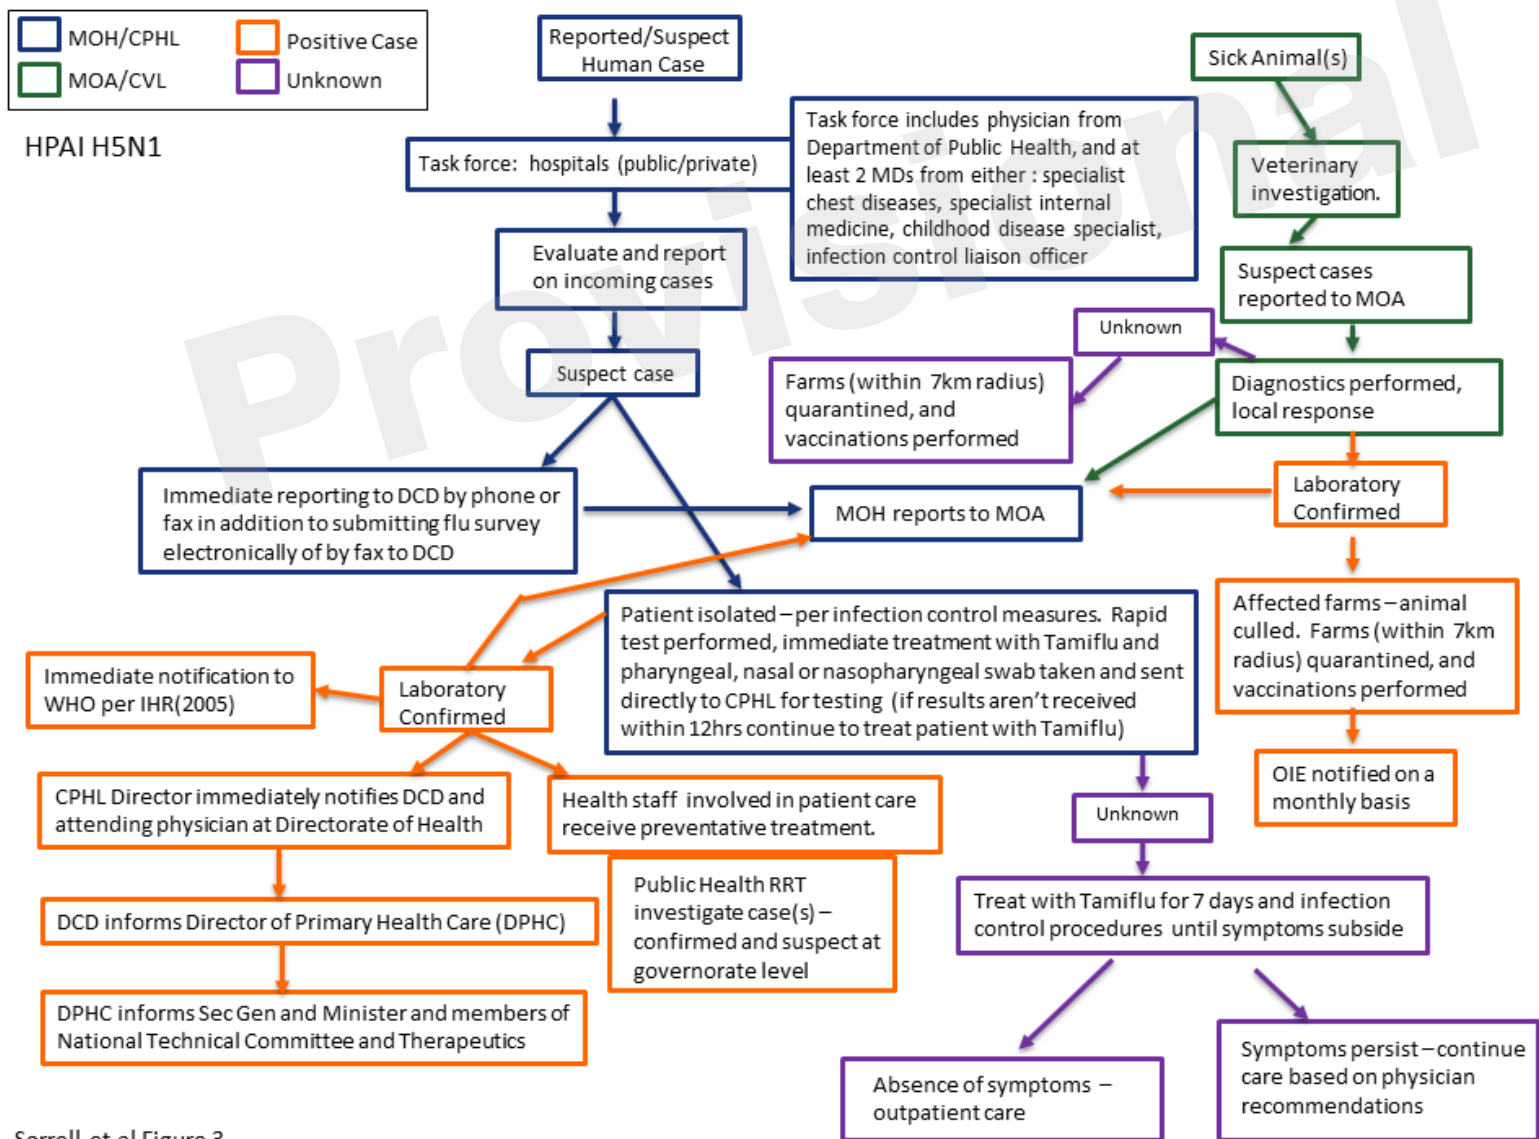 MOH/CPHL
Positive Case
MOA/CVL
Unknown
HPAI H5N1
Reported/Suspect
Human Case
Sick Animal(s)
Task force: hospitals (public/private)
Task force includes physician from
Department of Public Health, and at
least 2 MDs from either : specialist
chest diseases, specialist internal
medicine, childhood disease specialist,
infection control liaison officer
Veterinary
investigation.
Evaluate and report
on incoming cases
Suspect cases
reported to MOA
Provisional
Unknown
Suspect case
Farms (within 7km radius)
quarantined, and
vaccinations performed
Diagnostics performed,
local response
Immediate reporting to DCD by phone or
fax in addition to submitting flu survey
electronically of by fax to DCD
MOH reports to MOA
Laboratory
Confirmed
Patient isolated – per infection control measures. Rapid
test performed, immediate treatment with Tamiflu and
pharyngeal, nasal or nasopharyngeal swab taken and sent
directly to CPHL for testing (if results aren't received
within 12hrs continue to treat patient with Tamiflu)
Affected farms – animal
culled. Farms (within 7km
radius) quarantined, and
vaccinations performed
Immediate notification to
WHO per IHR(2005)
Laboratory
Confirmed
OIE notified on a
monthly basis
CPHL Director immediately notifies DCD and
attending physician at Directorate of Health
Health staff involved in patient care
receive preventative treatment.
Unknown
Public Health RRT
investigate case(s) –
confirmed and suspect at
governorate level
Treat with Tamiflu for 7 days and infection
control procedures until symptoms subside
DCD informs Director of Primary Health Care (DPHC)
DPHC informs Sec Gen and Minister and members of
National Technical Committee and Therapeutics
Absence of symptoms –
outpatient care
Symptoms persist – continue
care based on physician
recommendations
Sorrell et al Figure 3